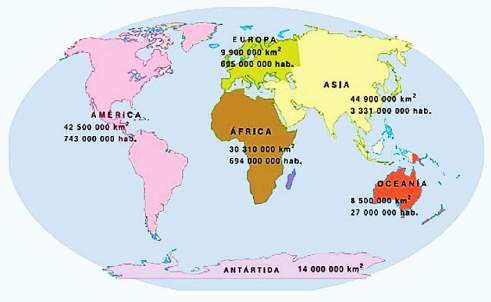 EUROPA
9 900 000 km²
695 000 000 hab.
ASIA
44 900 000 km²
3 331 000 000 hab.
AMÉRICA
42 500 000 km²
743 000 000 hab.
ÁFRICA
30 310 000 km²
694 000 000 hab.
OCEANÍA
8 500 000 km²
27 000 000 hab.
ANTÁRTIDA 14 000 000 km²